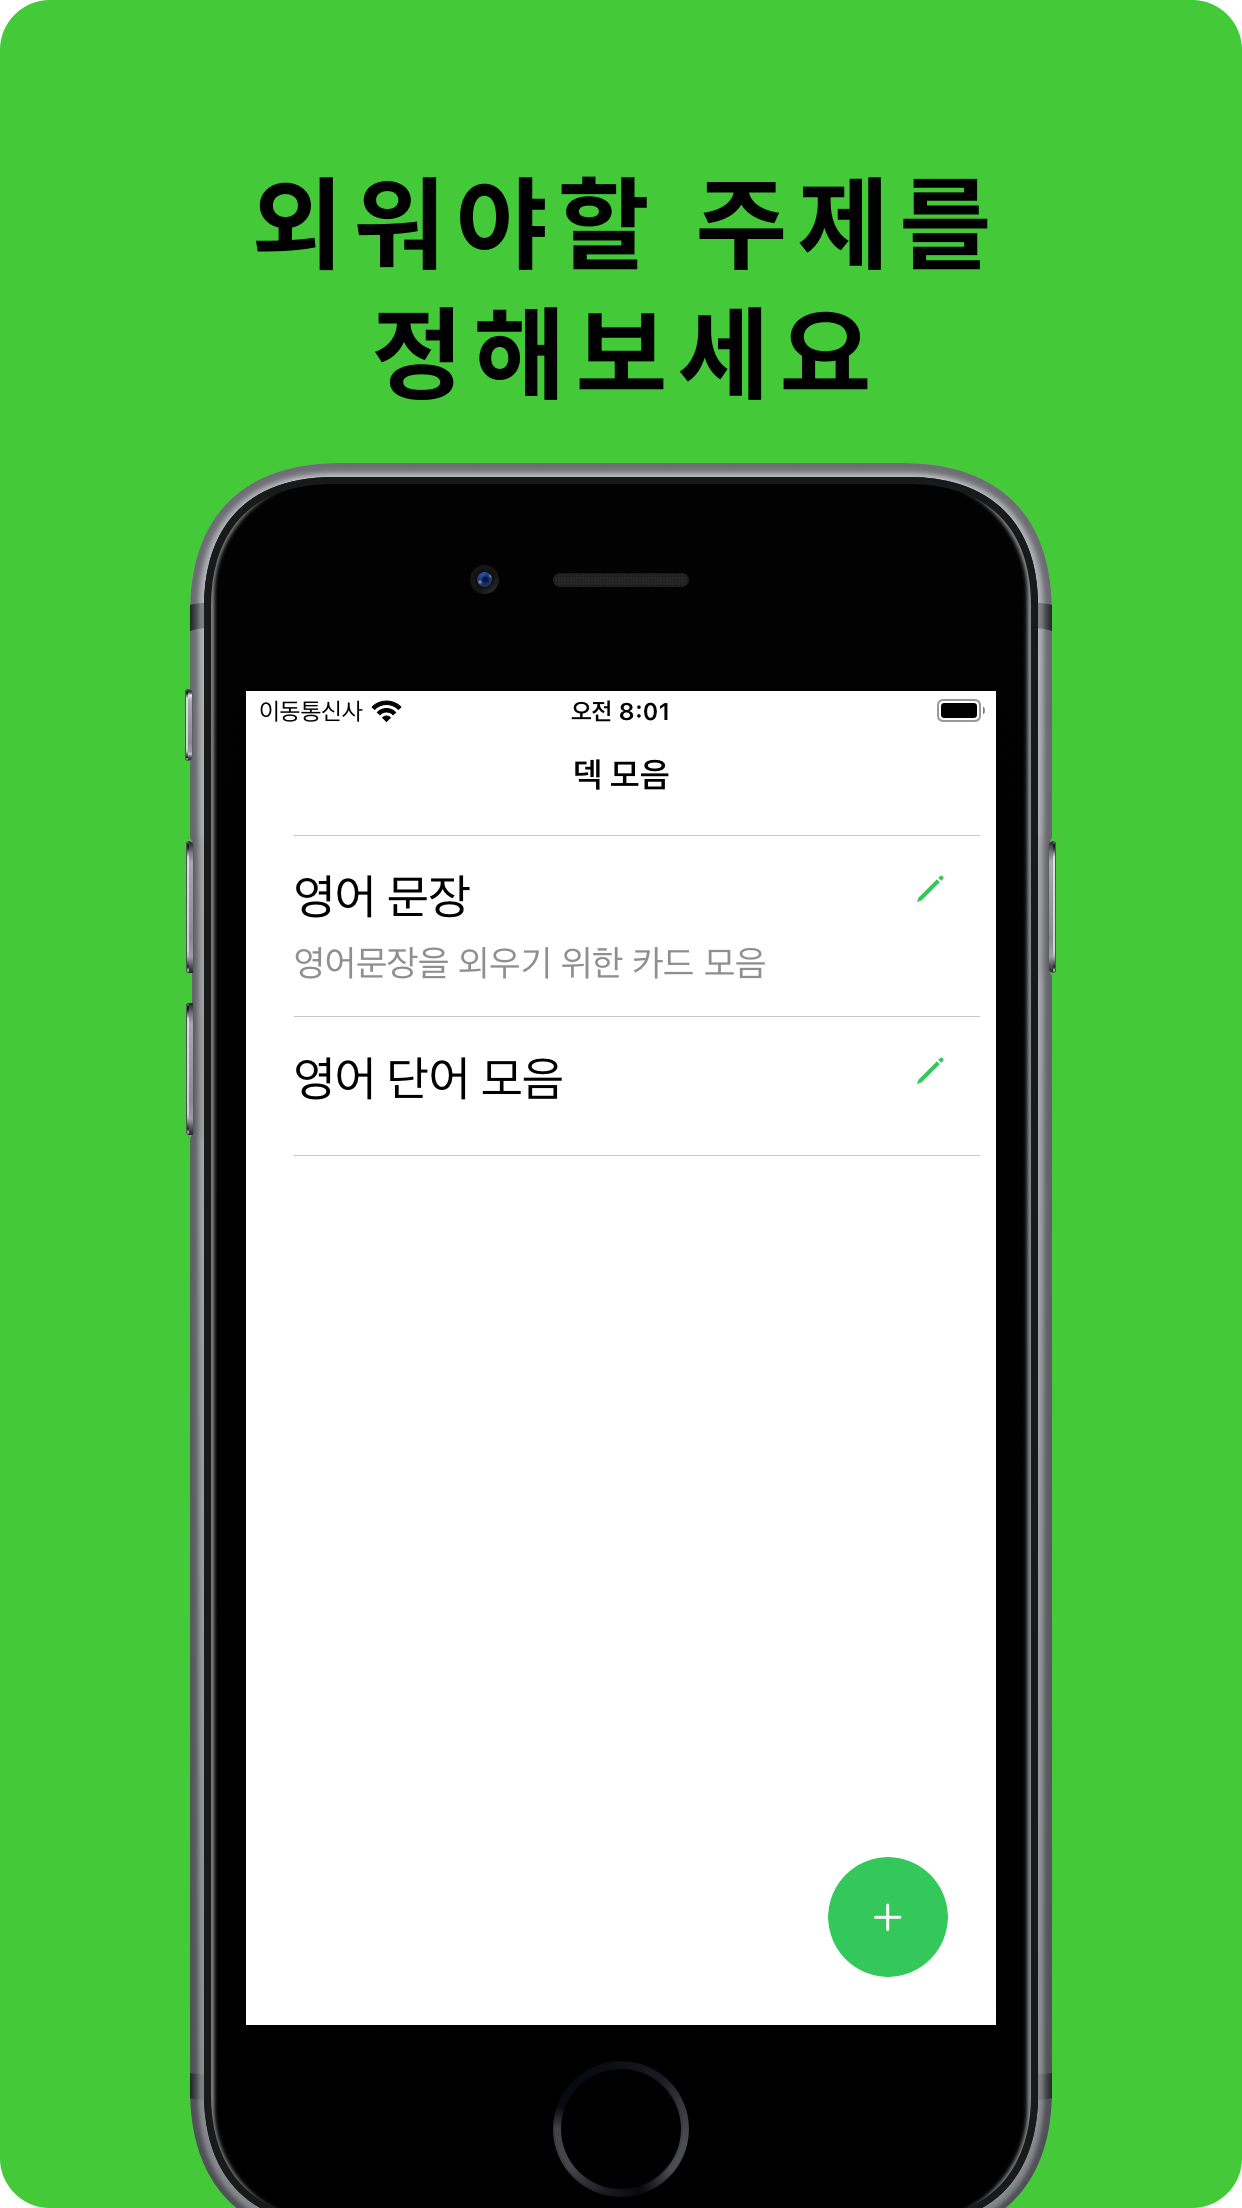 외워야할 주제를
정해보세요
이동통신사 오전 8:01
덱 모음
영어 문장
영어문장을 외우기 위한 카드 모음
영어 단어 모음